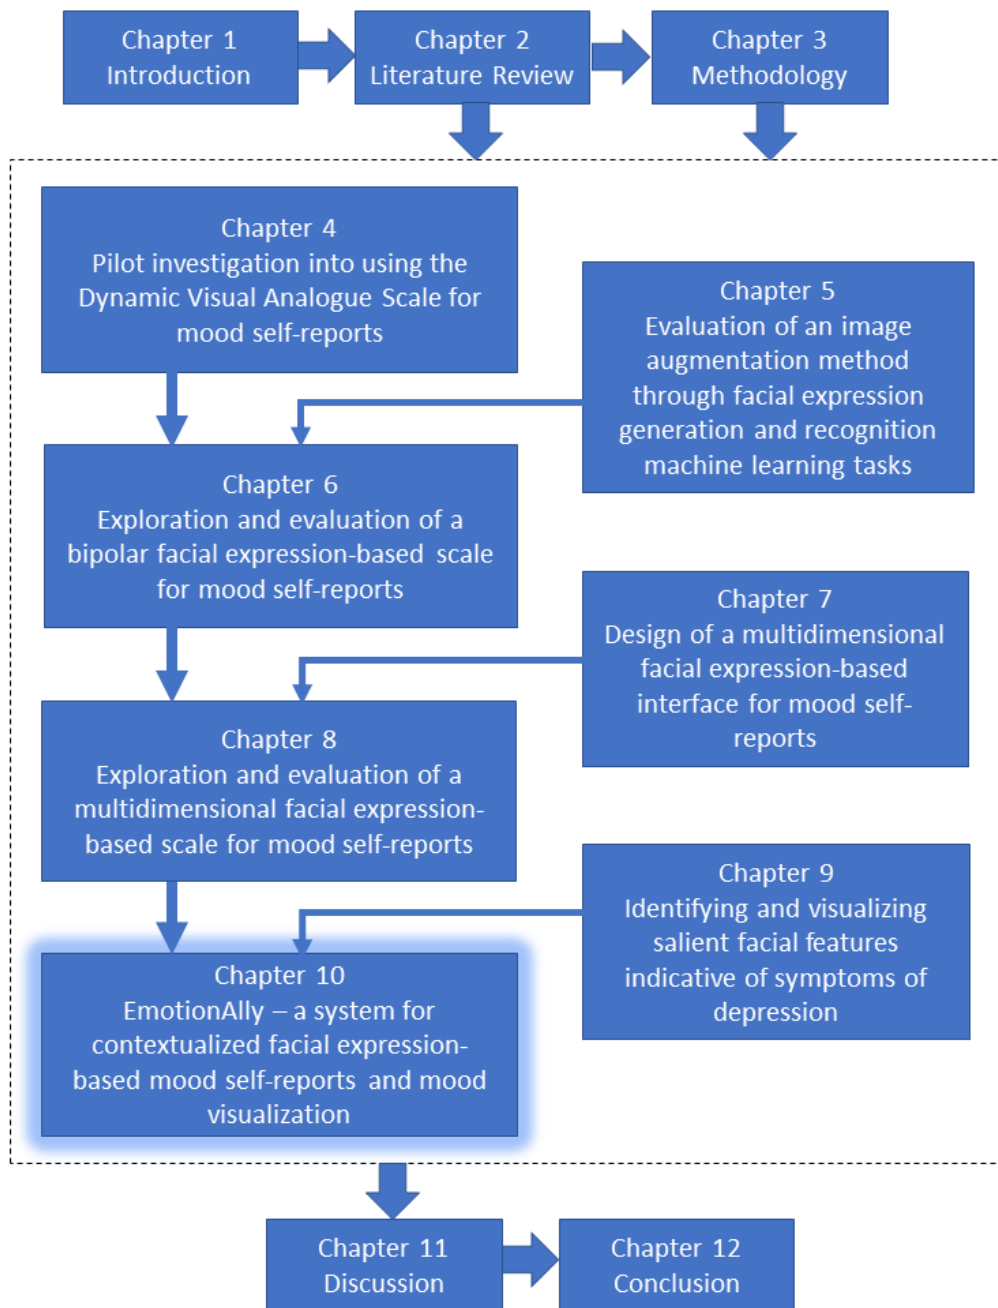 Chapter 1
Introduction
Chapter 2
Literature Review
Chapter 3
Methodology
Chapter 4
Pilot investigation into using the
Dynamic Visual Analogue Scale for
mood self-reports
Chapter 5
Evaluation of an image
augmentation method
through facial expression
generation and recognition
machine learning tasks
Chapter 6
Exploration and evaluation of a
bipolar facial expression-based scale
for mood self-reports
Chapter 7
Design of a multidimensional
facial expression-based
interface for mood self-
reports
Chapter 8
Exploration and evaluation of a
multidimensional facial expression-
based scale for mood self-reports
Chapter 9
Identifying and visualizing
salient facial features
indicative of symptoms of
depression
Chapter 10
EmotionAlly – a system for
contextualized facial expression-
based mood self-reports and mood
visualization
Chapter 11
Discussion
Chapter 12
Conclusion